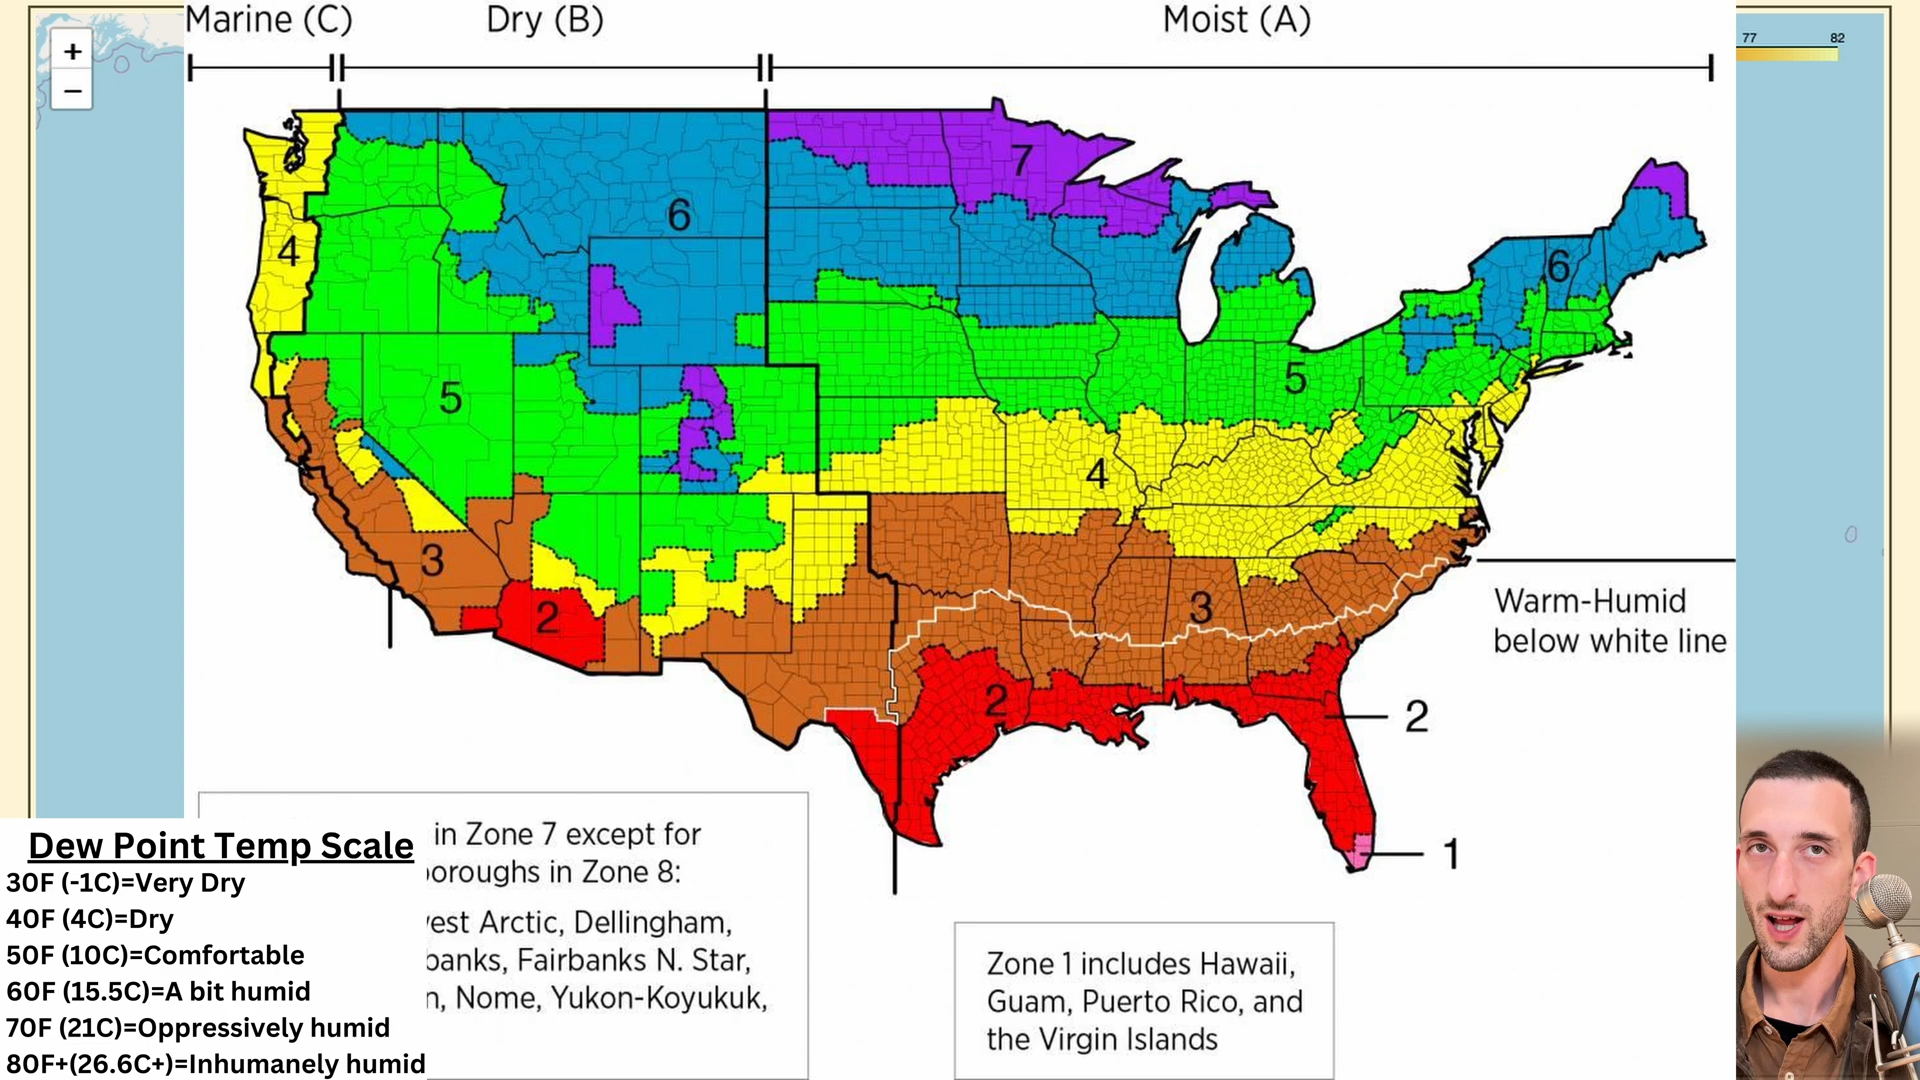 Marine (C)
Dry (B)
Moist (A)
+
−
77
82
7
6
4
6
5
5
4
3
3
2
2
Warm-Humid
below white line
2
1
in Zone 7 except for
oroughs in Zone 8:
est Arctic, Dellingham,
banks, Fairbanks N. Star,
n, Nome, Yukon-Koyukuk,
Zone 1 includes Hawaii,
Guam, Puerto Rico, and
the Virgin Islands
Dew Point Temp Scale
30F (-1C)=Very Dry
40F (4C)=Dry
50F (10C)=Comfortable
60F (15.5C)=A bit humid
70F (21C)=Oppressively humid
80F+(26.6C+)=Inhumanely humid